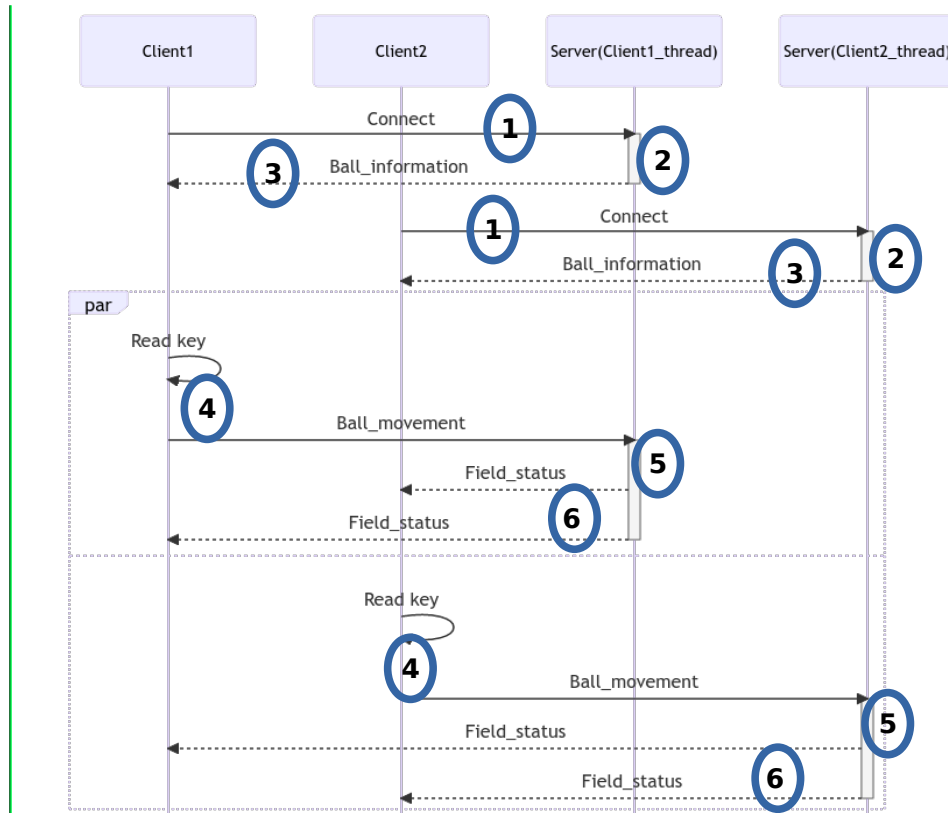 Client1
Client2
Server(Client1_thread)
Server(Client2_thread)
Connect
1
2
Ball_information
3
Connect
1
2
Ball_information
3
par
Read key
4
Ball_movement
5
Field_status
6
Field_status
Read key
4
Ball_movement
5
Field_status
6
Field_status